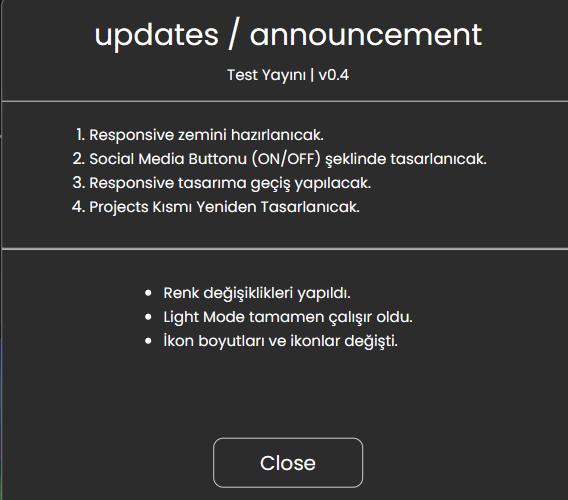 updates / announcement
Test Yayını | v0.4
1. Responsive zemini hazırlanıcak.
2. Social Media Buttonu (ON/OFF) şeklinde tasarlanıcak.
3. Responsive tasarıma geçiş yapılacak.
4. Projects Kısmı Yeniden Tasarlanıcak.
• Renk değişiklikleri yapıldı.
• Light Mode tamamen çalışır oldu.
• İkon boyutları ve ikonlar değişti.
Close